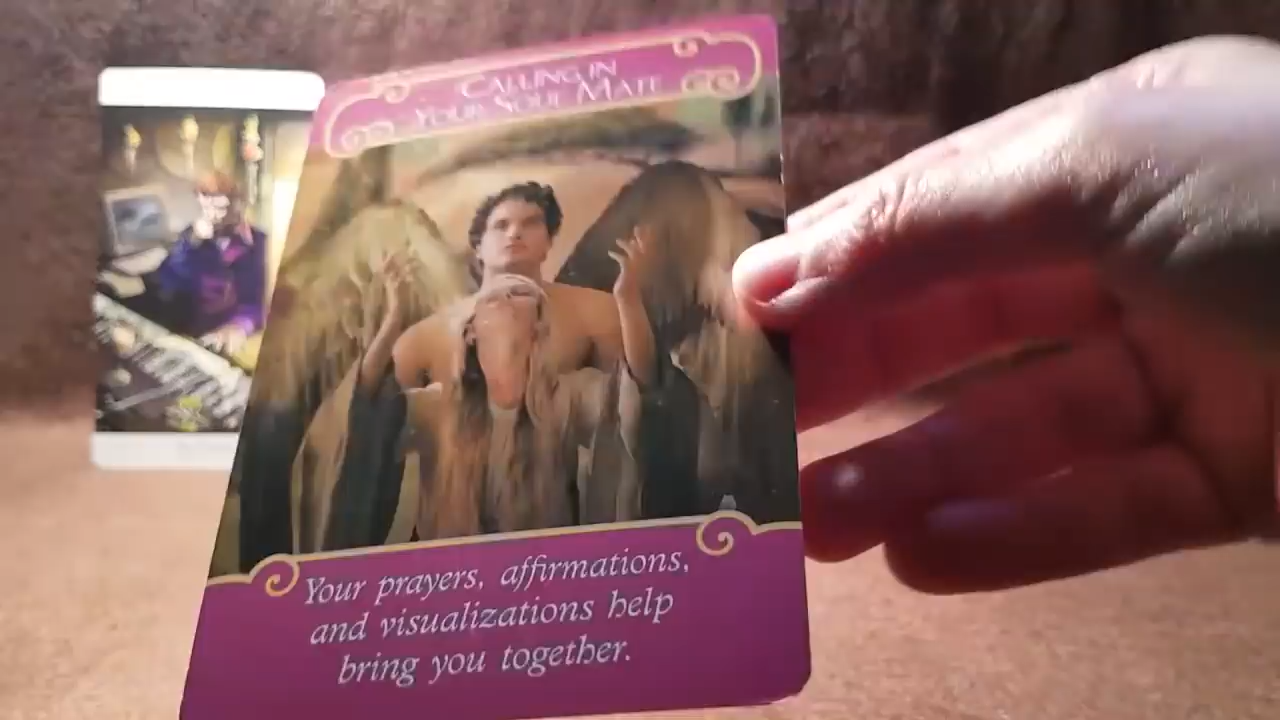 CALLING IN
YOUR SOUL MATE
Your prayers, affirmations,
and visualizations help
bring you together.